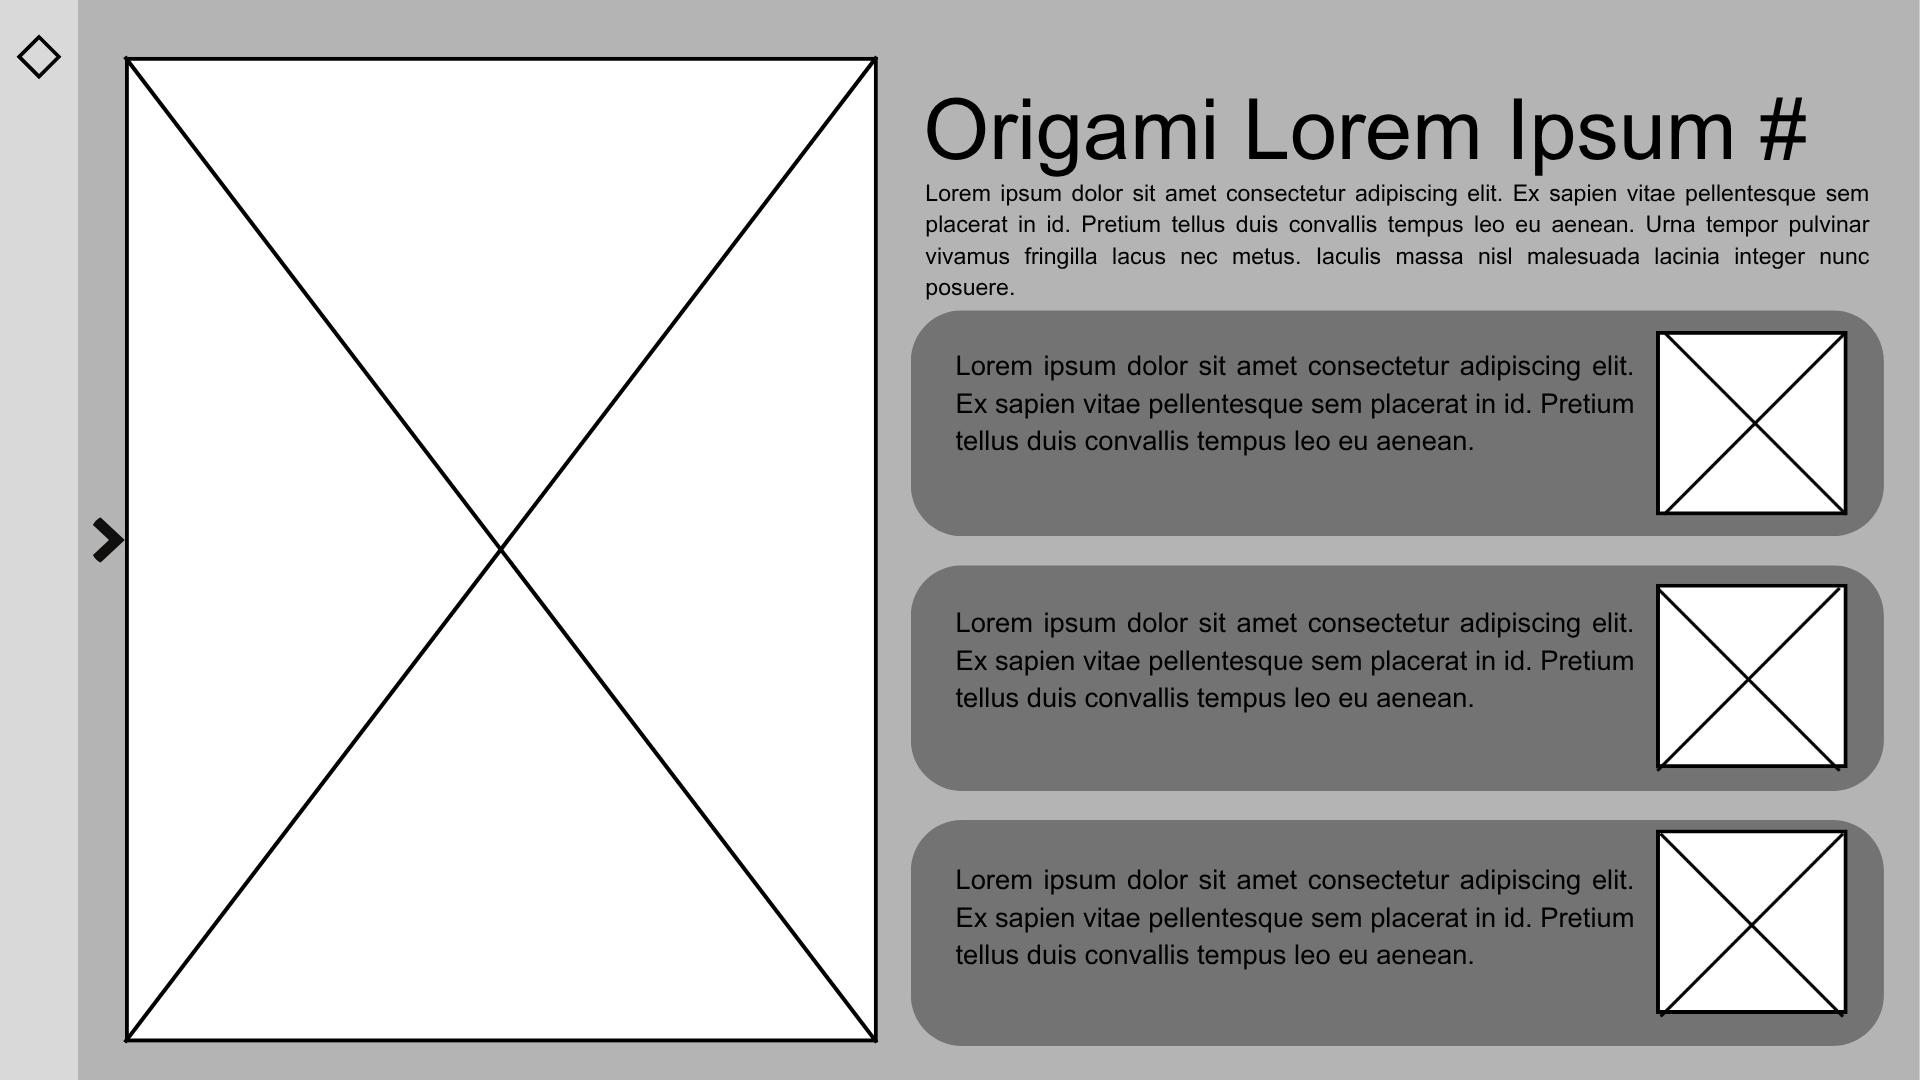 Origami Lorem Ipsum #
Lorem ipsum dolor sit amet consectetur adipiscing elit. Ex sapien vitae pellentesque sem
placerat in id. Pretium tellus duis convallis tempus leo eu aenean. Urna tempor pulvinar
vivamus fringilla lacus nec metus. Iaculis massa nisl malesuada lacinia integer nunc
posuere.
Lorem ipsum dolor sit amet consectetur adipiscing elit.
Ex sapien vitae pellentesque sem placerat in id. Pretium
tellus duis convallis tempus leo eu aenean.
Lorem ipsum dolor sit amet consectetur adipiscing elit.
Ex sapien vitae pellentesque sem placerat in id. Pretium
tellus duis convallis tempus leo eu aenean.
Lorem ipsum dolor sit amet consectetur adipiscing elit.
Ex sapien vitae pellentesque sem placerat in id. Pretium
tellus duis convallis tempus leo eu aenean.